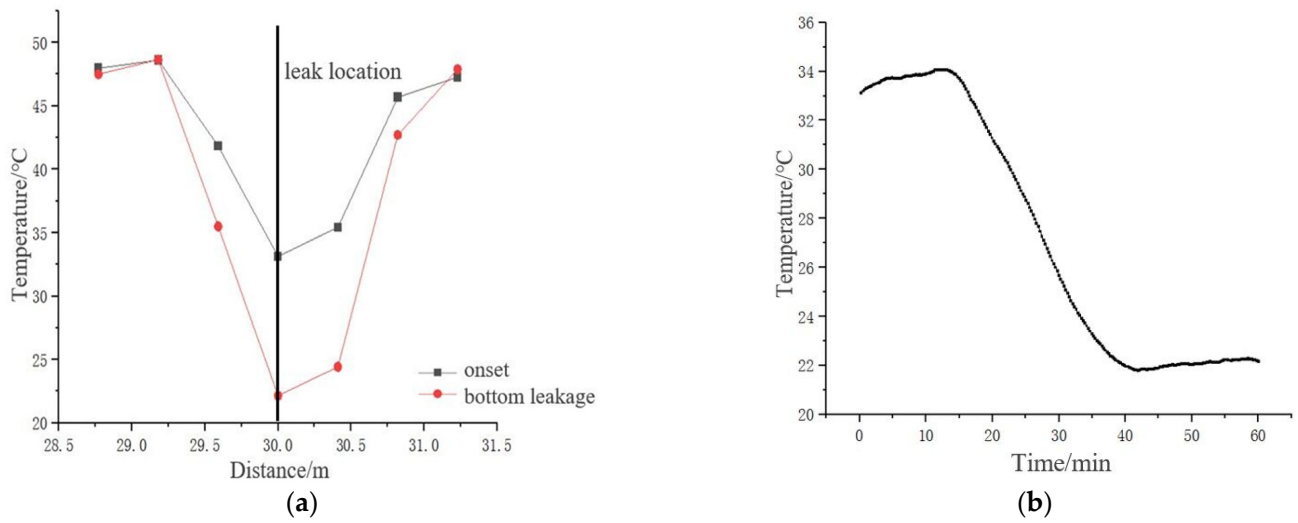 50
45
40
35
30
25
20
Temperature/℃
leak location
onset
bottom leakage
28.5 29.0 29.5 30.0 30.5 31.0 31.5
Distance/m
(a)
36
34
32
30
28
26
24
22
20
Temperature/℃
0 10 20 30 40 50 60
Time/min
(b)